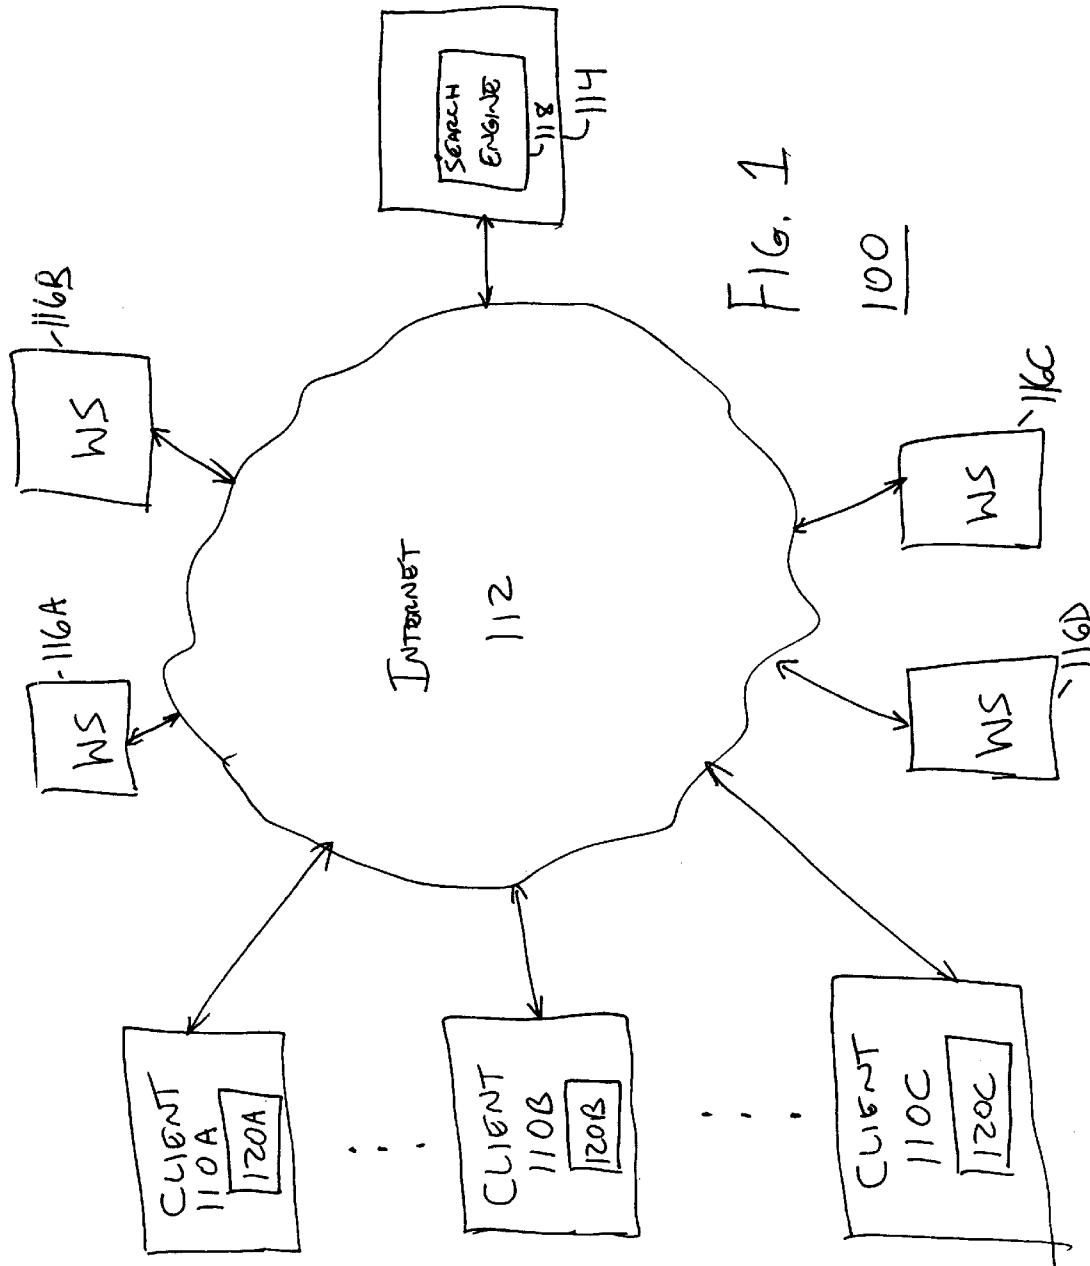 116A
116B
WS
WS
CLIENT
110A
120A
CLIENT
110B
120B
CLIENT
110C
120C
INTERNET
112
SEARCH
ENGINE
118
114
WS
116D
WS
116C
FIG. 1
100